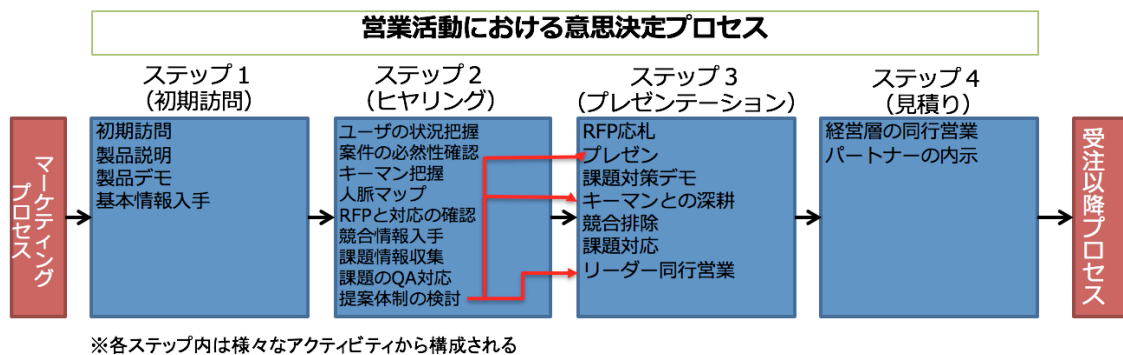 営業活動における意思決定プロセス
ステップ1
（初期訪問）
ステップ2
（ヒヤリング）
ステップ3
（プレゼンテーション）
ステップ4
（見積り）
マーケティング
プロセス
初期訪問
製品説明
製品デモ
基本情報入手
ユーザの状況把握
案件の必然性確認
キーマン把握
人脈マップ
RFPと対応の確認
競合情報入手
課題情報収集
課題のQA対応
提案体制の検討
RFP応札
プレゼン
課題対策デモ
キーマンとの深耕
競合排除
課題対応
リーダー同行営業
経営層の同行営業
パートナーの内示
受注以降プロセス
※各ステップ内は様々なアクティビティから構成される